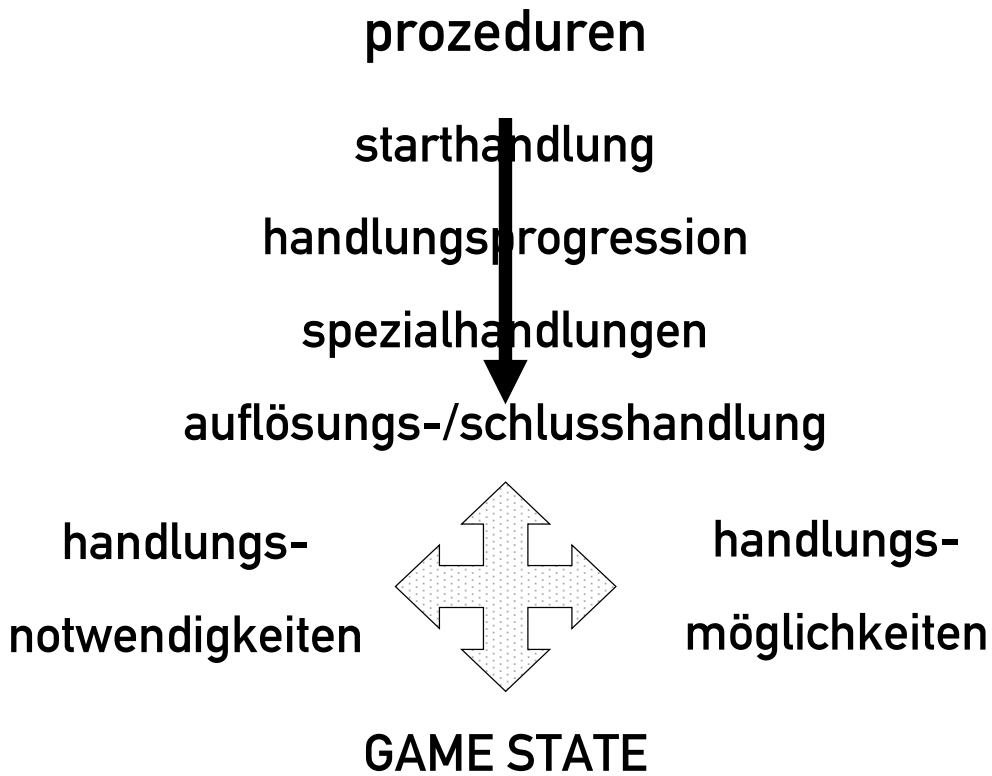 prozeduren
starthandlung
handlungsprogression
spezialhandlungen
auflösungs-/schlusshandlung
handlungs-
notwendigkeiten
handlungs-
möglichkeiten
GAME STATE